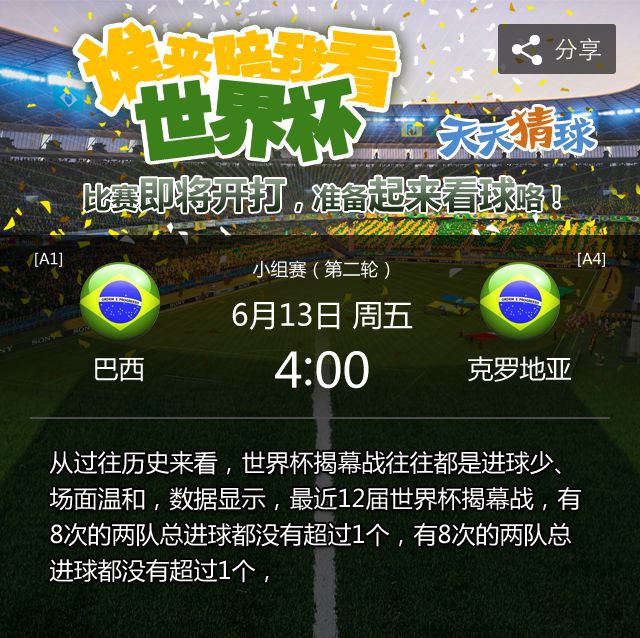 分享
谁来陪我看
世界杯
天天猜球
比赛即将开打，准备起来看球咯！
[A1]
[A4]
小组赛（第二轮）
6月13日 周五
4:00
巴西
克罗地亚
从过往历史来看，世界杯揭幕战往往都是进球少、
场面温和，数据显示，最近12届世界杯揭幕战，有
8次的两队总进球都没有超过1个，有8次的两队总
进球都没有超过1个，